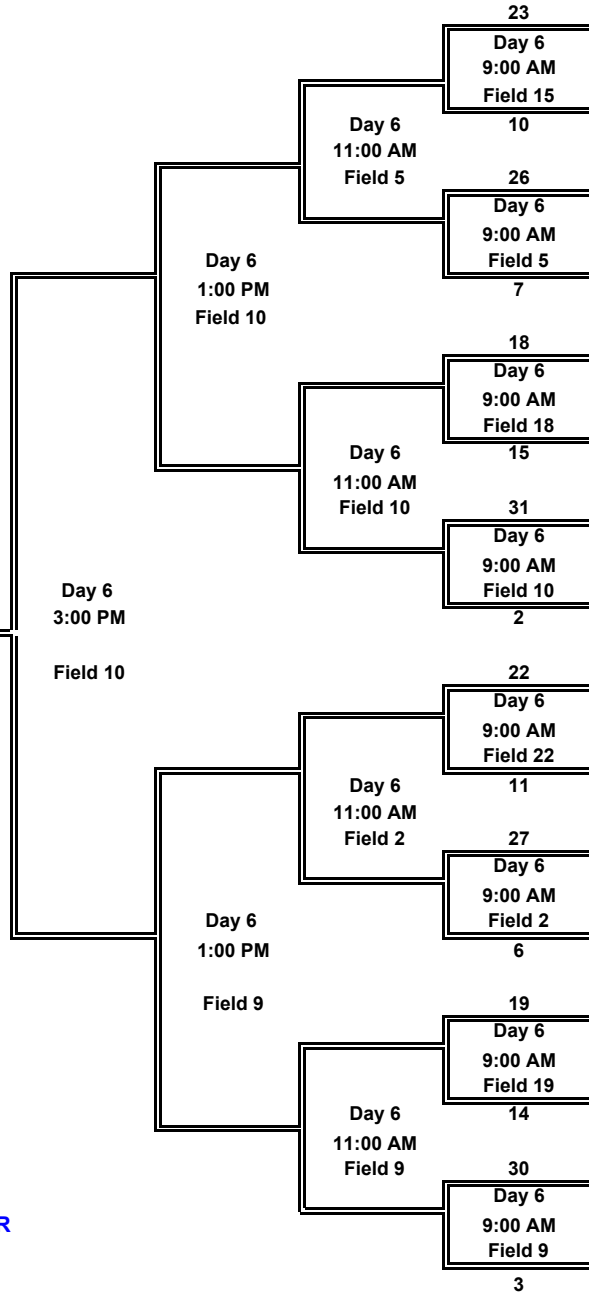 23
Day 6
9:00 AM
Field 15
10
Day 6
11:00 AM
Field 5
26
Day 6
9:00 AM
Field 5
7
Day 6
1:00 PM
Field 10
18
Day 6
9:00 AM
Field 18
15
Day 6
11:00 AM
Field 10
31
Day 6
9:00 AM
Field 10
2
Day 6
3:00 PM
Field 10
22
Day 6
9:00 AM
Field 22
11
Day 6
11:00 AM
Field 2
27
Day 6
9:00 AM
Field 2
6
Day 6
1:00 PM
Field 9
19
Day 6
9:00 AM
Field 19
14
Day 6
11:00 AM
Field 9
30
Day 6
9:00 AM
Field 9
3
R